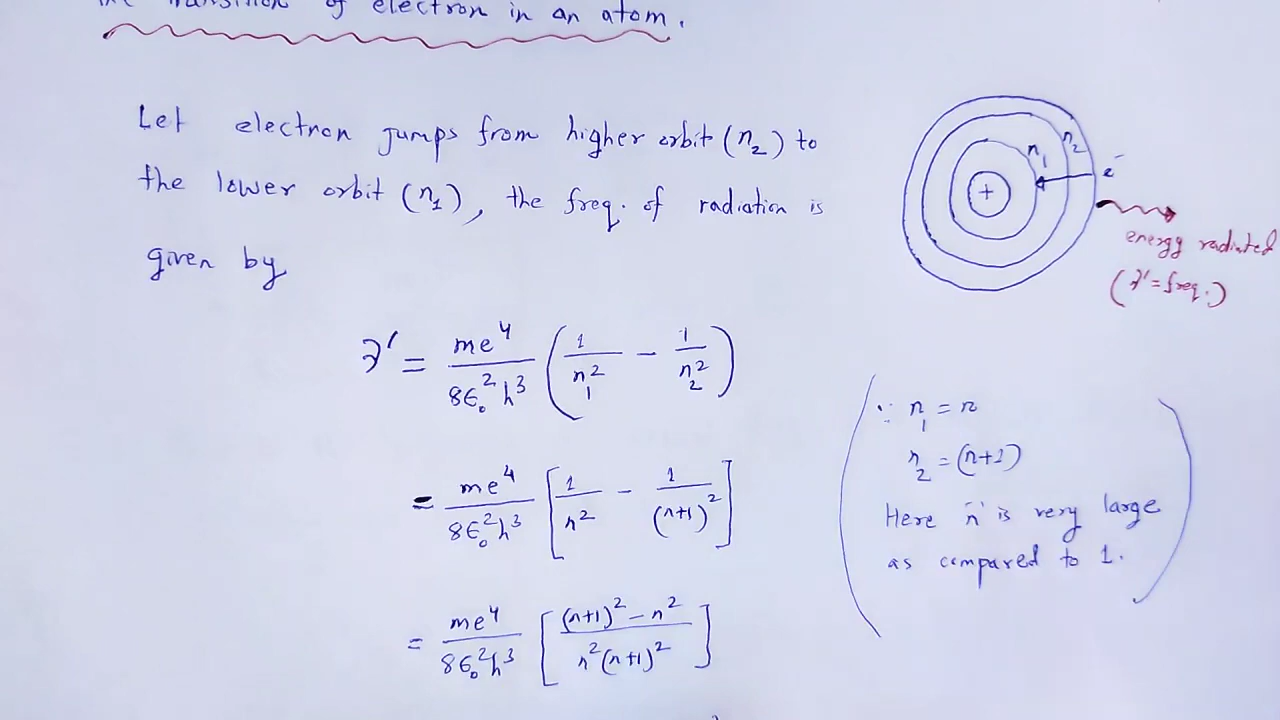 the transition of electron in an atom.
Let electron jumps from higher orbit (n₂) to
the lower orbit (n₁), the freq. of radiation is
given by
n₁ n₂ e⁻
+
energy radiated
(ν' = freq.)
ν' = me⁴ / 8ϵ₀²h³ (1/n₁² − 1/n₂²)
= me⁴ / 8ϵ₀²h³ [1/n² − 1/(n+1)²]
= me⁴ / 8ϵ₀²h³ [(n+1)² − n² / n²(n+1)²]
∵ n₁ = n
n₂ = (n+1)
Here 'n' is very large
as compared to 1.